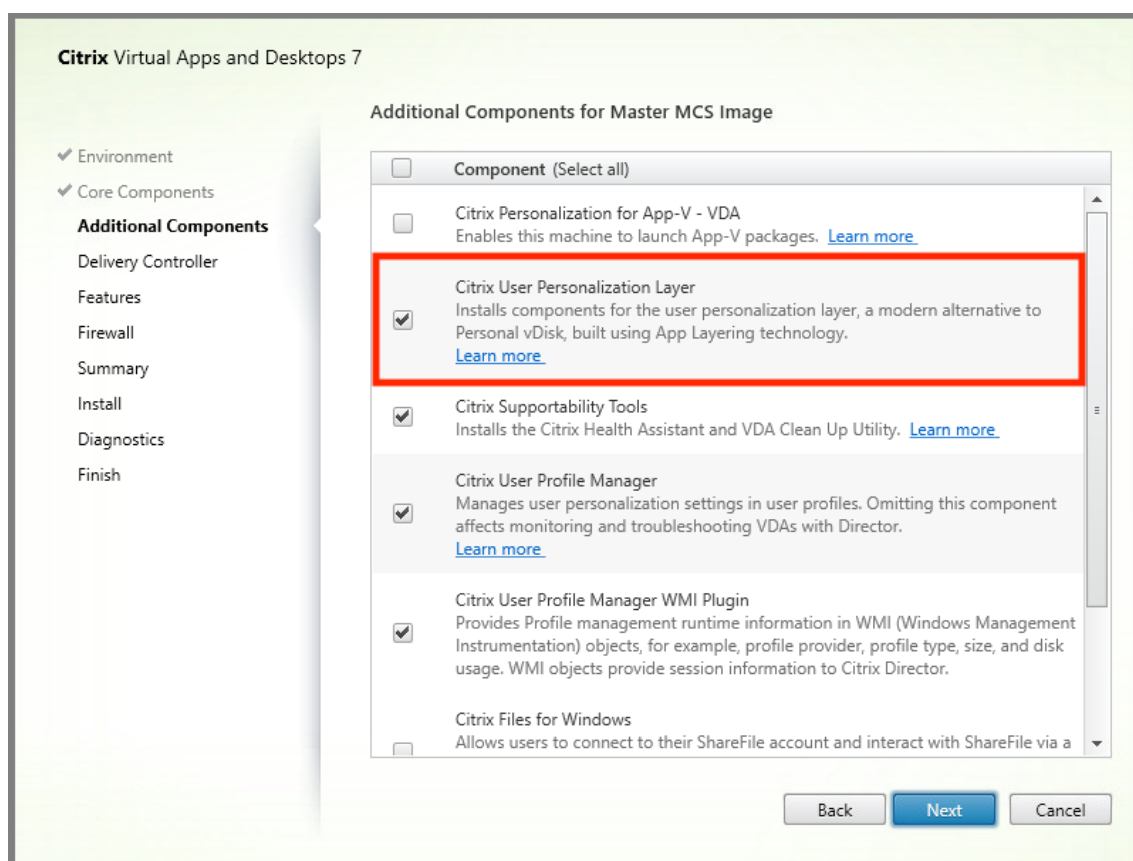 Citrix Virtual Apps and Desktops 7
Additional Components for Master MCS Image
Environment
Core Components
Additional Components
Delivery Controller
Features
Firewall
Summary
Install
Diagnostics
Finish
Component (Select all)
Citrix Personalization for App-V - VDA
Enables this machine to launch App-V packages. Learn more
Citrix User Personalization Layer
Installs components for the user personalization layer, a modern alternative to
Personal vDisk, built using App Layering technology.
Learn more
Citrix Supportability Tools
Installs the Citrix Health Assistant and VDA Clean Up Utility. Learn more
Citrix User Profile Manager
Manages user personalization settings in user profiles. Omitting this component
affects monitoring and troubleshooting VDAs with Director.
Learn more
Citrix User Profile Manager WMI Plugin
Provides Profile management runtime information in WMI (Windows Management
Instrumentation) objects, for example, profile provider, profile type, size, and disk
usage. WMI objects provide session information to Citrix Director.
Citrix Files for Windows
Allows users to connect to their ShareFile account and interact with ShareFile via a
Back Next Cancel